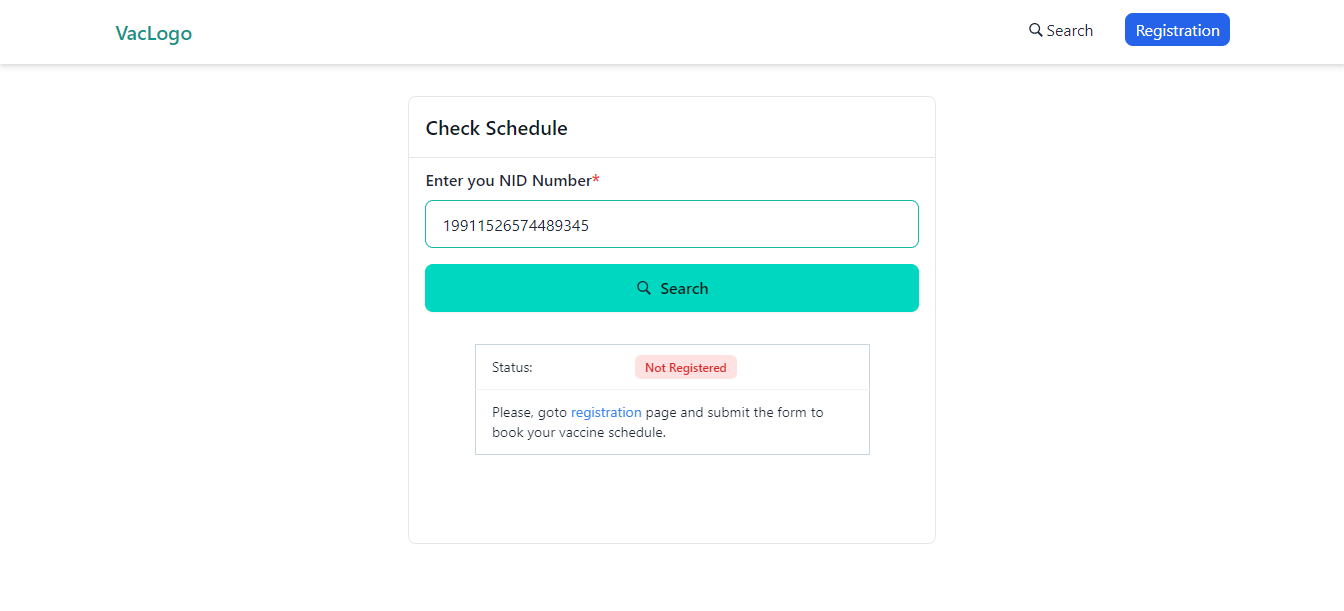 VacLogo
Search
Registration
Check Schedule
Enter you NID Number*
19911526574489345
Search
Status:
Not Registered
Please, goto registration page and submit the form to
book your vaccine schedule.